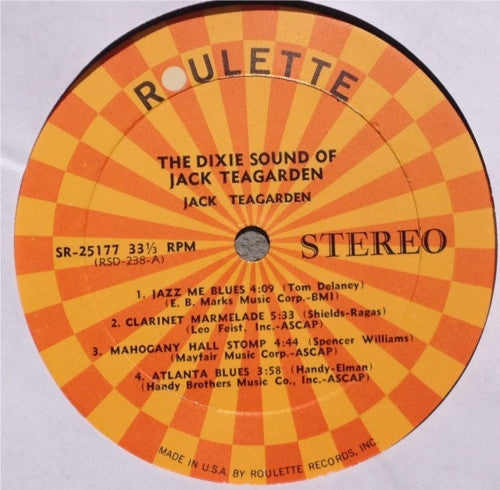 ROULETTE
THE DIXIE SOUND OF
JACK TEAGARDEN
JACK TEAGARDEN
SR-25177 33⅓ RPM
(RSD-238-A)
STEREO
1. JAZZ ME BLUES 4:09 (Tom Delaney)
(E. B. Marks Music Corp.-BMI)
2. CLARINET MARMELADE 5:33 (Shields-Ragas)
(Leo Feist, Inc.-ASCAP)
3. MAHOGANY HALL STOMP 4:44 (Spencer Williams)
(Mayfair Music Corp.-ASCAP)
4. ATLANTA BLUES 3:58 (Handy-Elman)
(Handy Brothers Music Co., Inc.-ASCAP)
MADE IN U.S.A. BY ROULETTE RECORDS, INC.